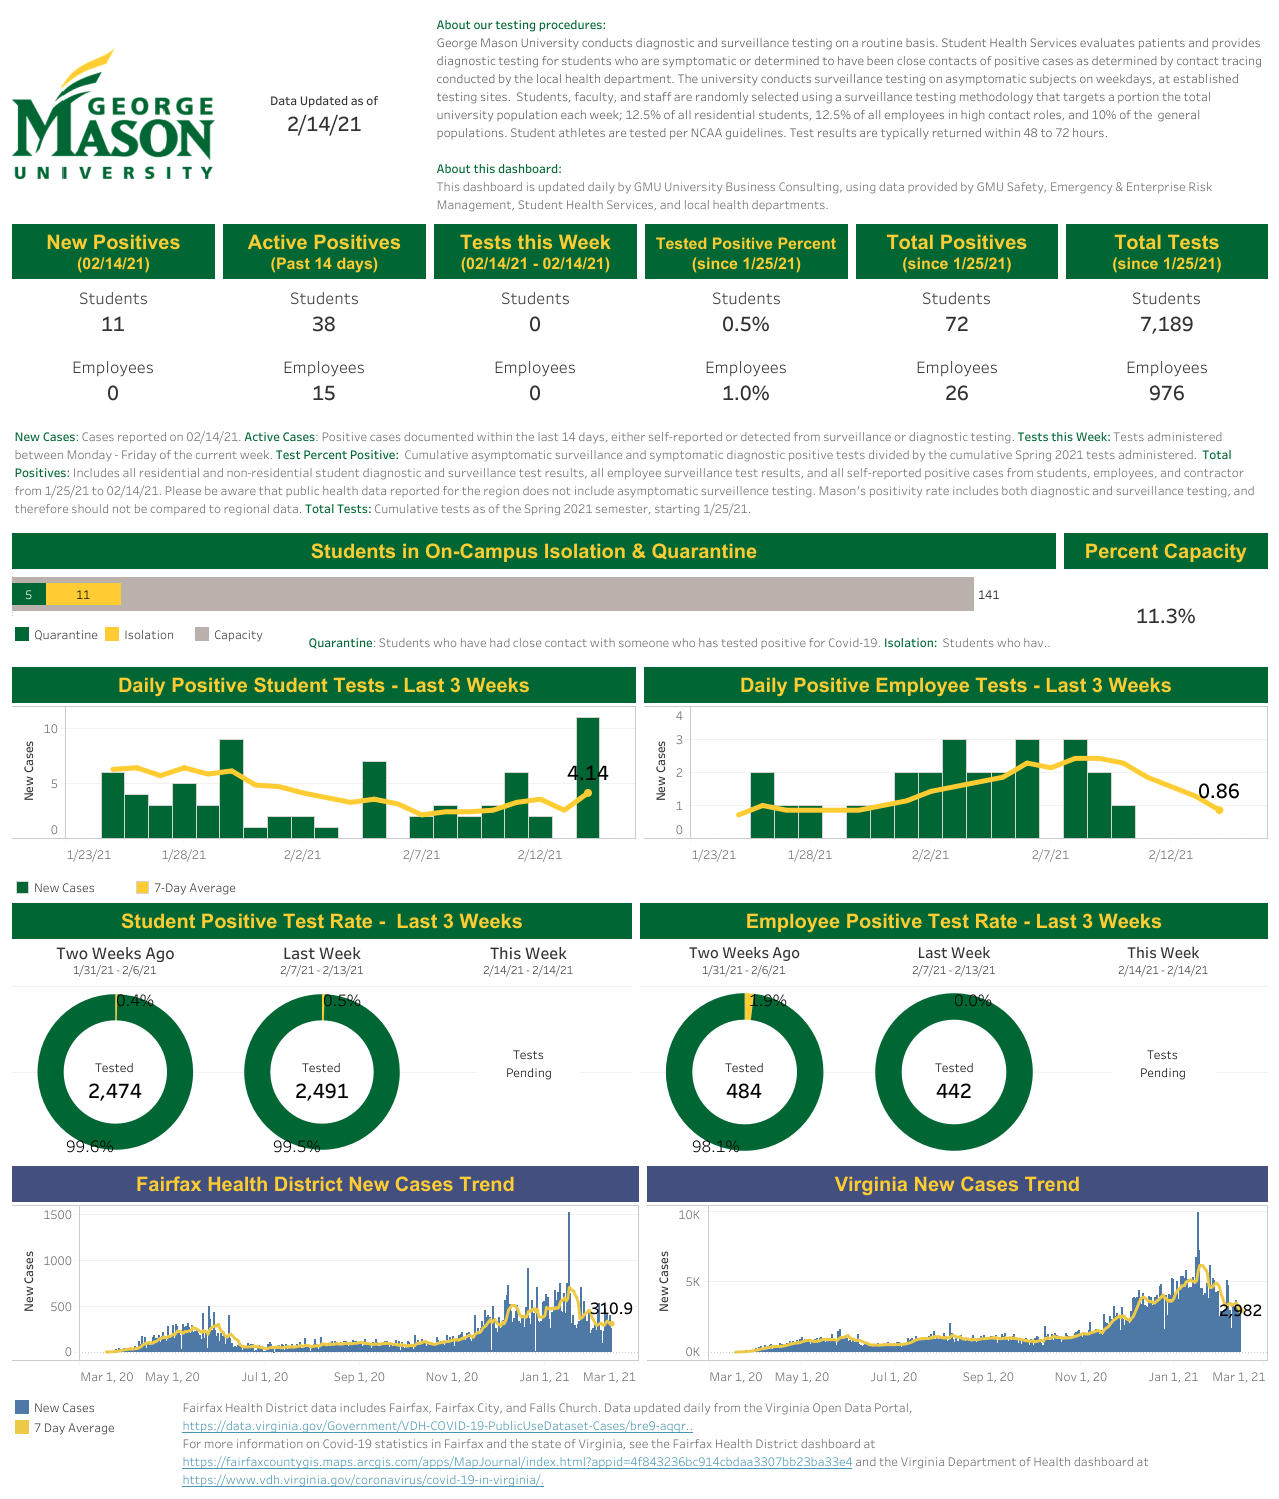 GEORGE
MASON
UNIVERSITY
Data Updated as of
2/14/21
About our testing procedures:
George Mason University conducts diagnostic and surveillance testing on a routine basis. Student Health Services evaluates patients and provides
diagnostic testing for students who are symptomatic or determined to have been close contacts of positive cases as determined by contact tracing
conducted by the local health department. The university conducts surveillance testing on asymptomatic subjects on weekdays, at established
testing sites.  Students, faculty, and staff are randomly selected using a surveillance testing methodology that targets a portion the total
university population each week; 12.5% of all residential students, 12.5% of all employees in high contact roles, and 10% of the  general
populations. Student athletes are tested per NCAA guidelines. Test results are typically returned within 48 to 72 hours.
About this dashboard:
This dashboard is updated daily by GMU University Business Consulting, using data provided by GMU Safety, Emergency & Enterprise Risk
Management, Student Health Services, and local health departments.
New Positives Active Positives Tests this Week Tested Positive Percent Total Positives Total Tests
(02/14/21) (Past 14 days) (02/14/21 - 02/14/21) (since 1/25/21) (since 1/25/21) (since 1/25/21)
Students Students Students Students Students Students
11 38 0 0.5% 72 7,189
Employees Employees Employees Employees Employees Employees
0 15 0 1.0% 26 976
New Cases: Cases reported on 02/14/21. Active Cases: Positive cases documented within the last 14 days, either self-reported or detected from surveillance or diagnostic testing. Tests this Week: Tests administered
between Monday - Friday of the current week. Test Percent Positive:  Cumulative asymptomatic surveillance and symptomatic diagnostic positive tests divided by the cumulative Spring 2021 tests administered.  Total
Positives: Includes all residential and non-residential student diagnostic and surveillance test results, all employee surveillance test results, and all self-reported positive cases from students, employees, and contractor
from 1/25/21 to 02/14/21. Please be aware that public health data reported for the region does not include asymptomatic surveillence testing. Mason's positivity rate includes both diagnostic and surveillance testing, and
therefore should not be compared to regional data. Total Tests: Cumulative tests as of the Spring 2021 semester, starting 1/25/21.
Students in On-Campus Isolation & Quarantine Percent Capacity
5 11 141
11.3%
Quarantine Isolation Capacity
Quarantine: Students who have had close contact with someone who has tested positive for Covid-19. Isolation:  Students who hav..
Daily Positive Student Tests - Last 3 Weeks
New Cases
10
5
0
4.14
1/23/21 1/28/21 2/2/21 2/7/21 2/12/21
Daily Positive Employee Tests - Last 3 Weeks
New Cases
4
3
2
1
0
0.86
1/23/21 1/28/21 2/2/21 2/7/21 2/12/21
New Cases 7-Day Average
Student Positive Test Rate -  Last 3 Weeks
Two Weeks Ago Last Week This Week
1/31/21 - 2/6/21 2/7/21 - 2/13/21 2/14/21 - 2/14/21
0.4% 0.5%
Tested Tested Tests
2,474 2,491 Pending
99.6% 99.5%
Employee Positive Test Rate - Last 3 Weeks
Two Weeks Ago Last Week This Week
1/31/21 - 2/6/21 2/7/21 - 2/13/21 2/14/21 - 2/14/21
1.9% 0.0%
Tested Tested Tests
484 442 Pending
98.1%
Fairfax Health District New Cases Trend
New Cases
1500
1000
500
0
310.9
Mar 1, 20 May 1, 20 Jul 1, 20 Sep 1, 20 Nov 1, 20 Jan 1, 21 Mar 1, 21
Virginia New Cases Trend
New Cases
10K
5K
0K
2,982
Mar 1, 20 May 1, 20 Jul 1, 20 Sep 1, 20 Nov 1, 20 Jan 1, 21 Mar 1, 21
New Cases
7 Day Average
Fairfax Health District data includes Fairfax, Fairfax City, and Falls Church. Data updated daily from the Virginia Open Data Portal,
https://data.virginia.gov/Government/VDH-COVID-19-PublicUseDataset-Cases/bre9-aqqr..
For more information on Covid-19 statistics in Fairfax and the state of Virginia, see the Fairfax Health District dashboard at
https://fairfaxcountygis.maps.arcgis.com/apps/MapJournal/index.html?appid=4f843236bc914cbdaa3307bb23ba33e4 and the Virginia Department of Health dashboard at
https://www.vdh.virginia.gov/coronavirus/covid-19-in-virginia/.